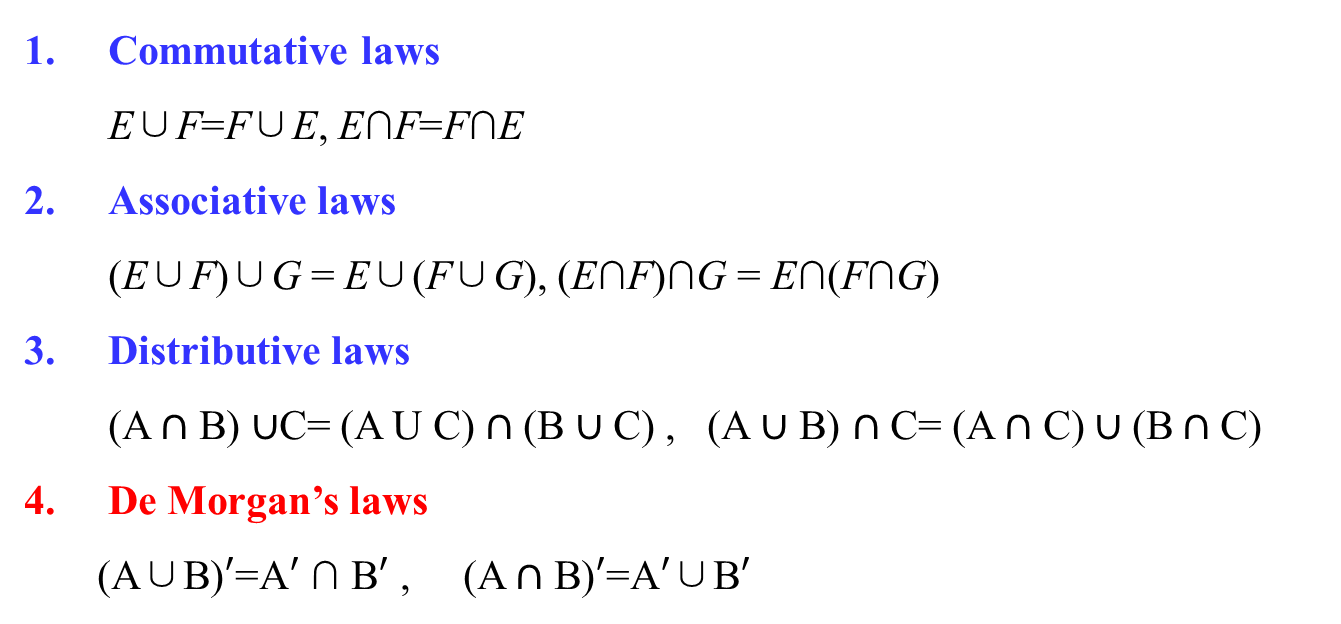 1. Commutative laws
E∪F=F∪E, E∩F=F∩E
2. Associative laws
(E∪F)∪G = E∪(F∪G), (E∩F)∩G = E∩(F∩G)
3. Distributive laws
(A ∩ B) ∪C= (A U C) ∩ (B ∪ C) , (A ∪ B) ∩ C= (A ∩ C) ∪ (B ∩ C)
4. De Morgan’s laws
(A∪B)′=A′ ∩ B′ , (A ∩ B)′=A′∪B′